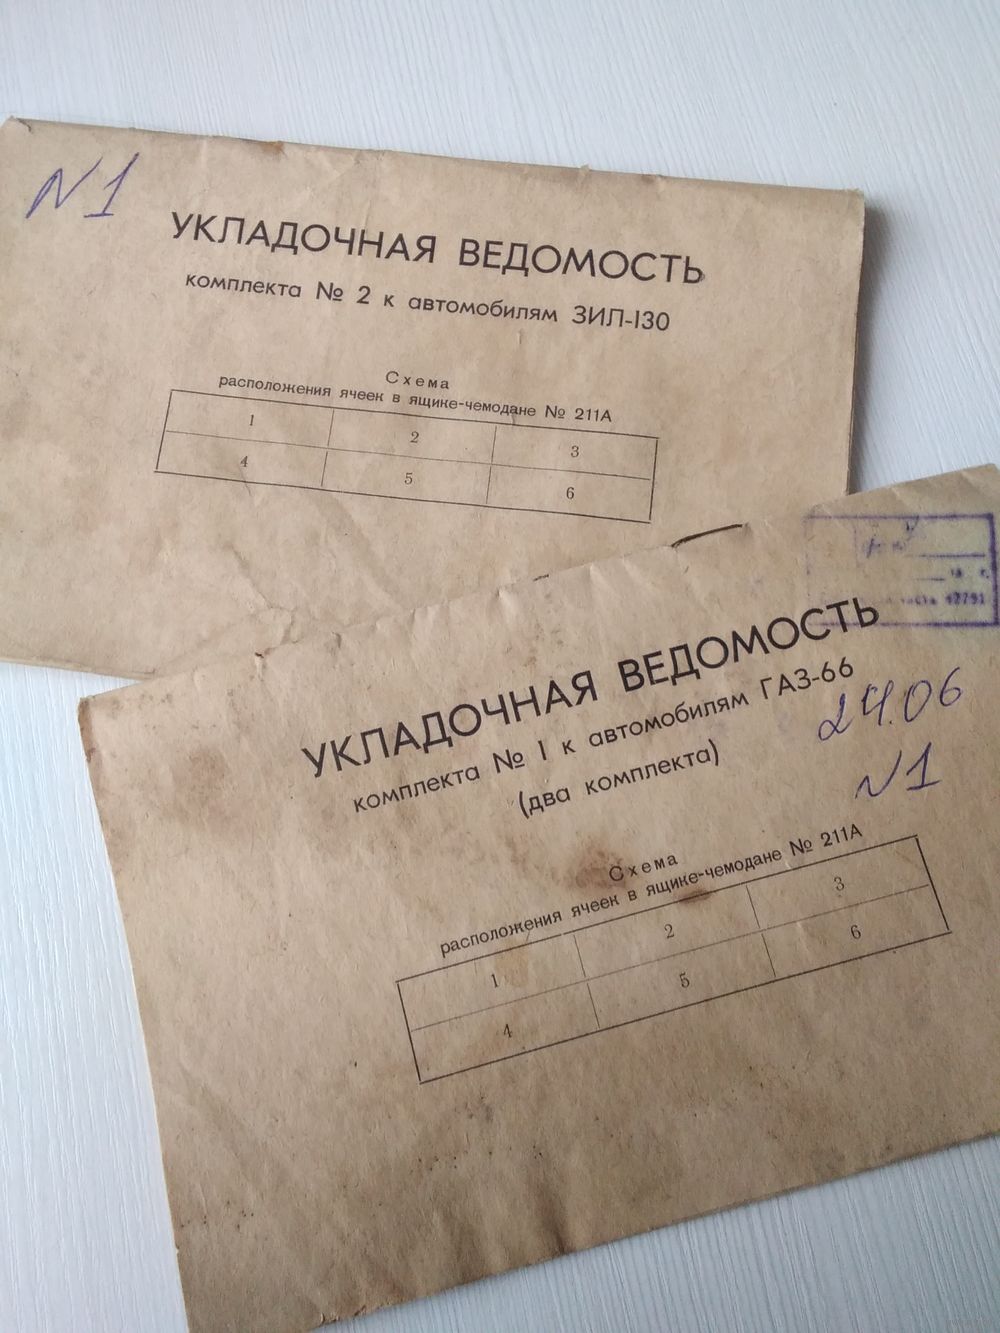 N1
УКЛАДОЧНАЯ ВЕДОМОСТЬ
комплекта № 2 к автомобилям ЗИЛ-130
Схема
расположения ячеек в ящике-чемодане № 211А
1 2 3
4 5 6
УКЛАДОЧНАЯ ВЕДОМОСТЬ
комплекта № 1 к автомобилям ГАЗ-66
(два комплекта)
24.06
N1
Схема
расположения ячеек в ящике-чемодане № 211А
1 2 3
4 5 6